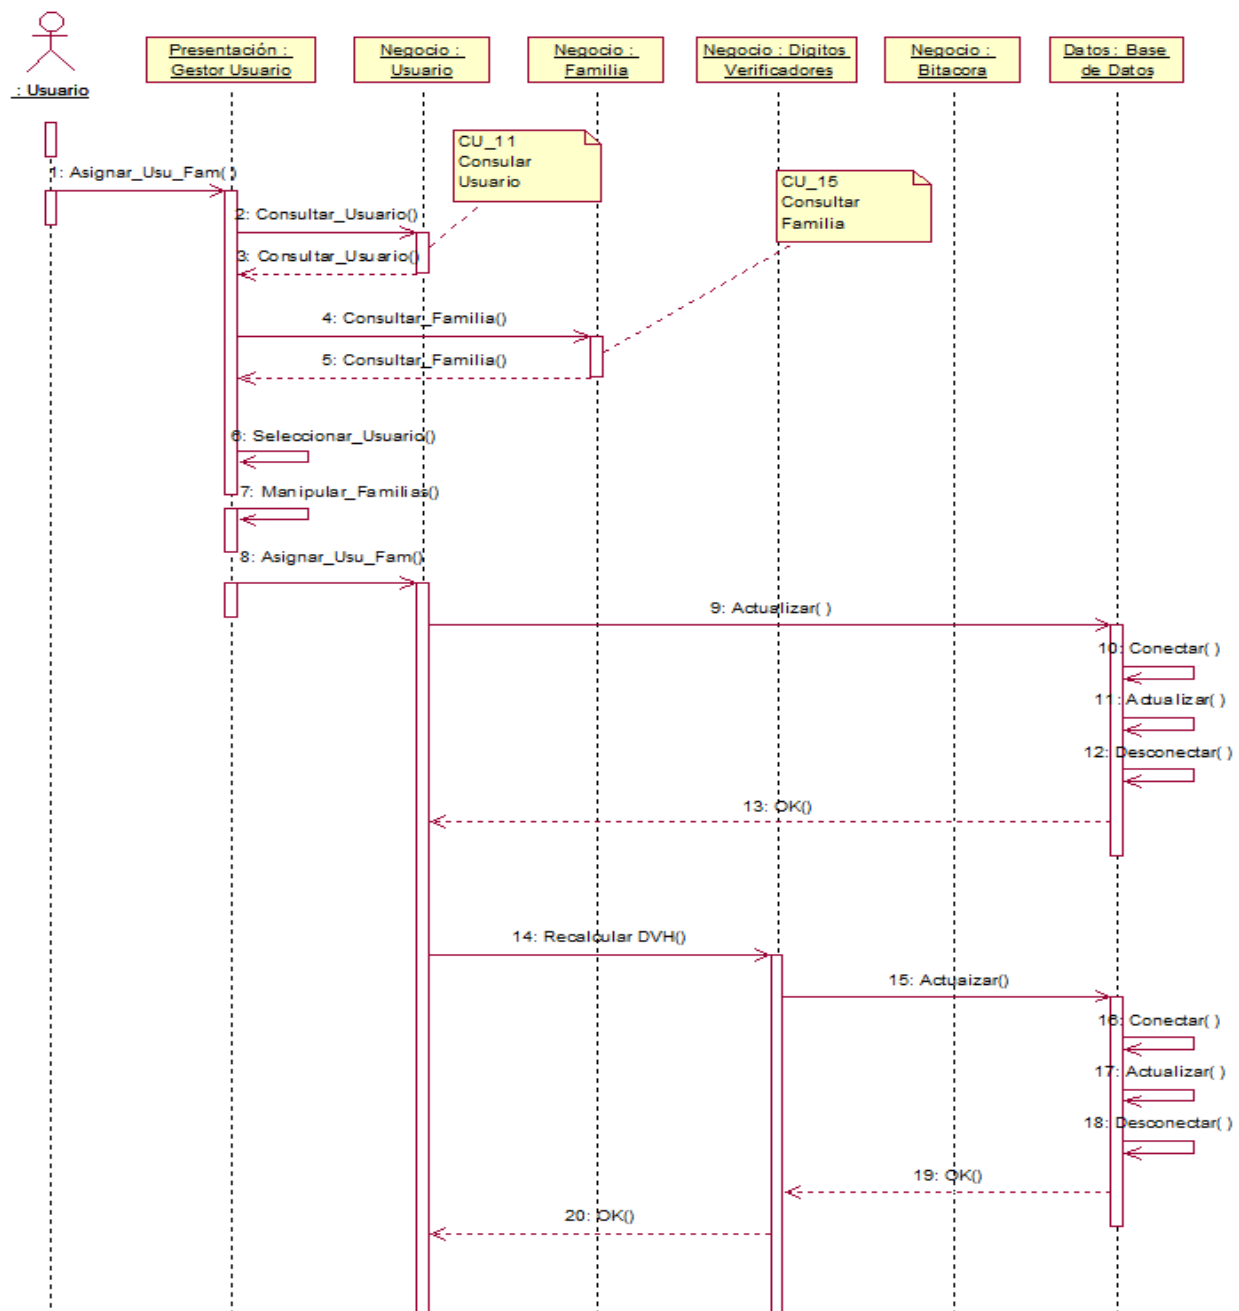 : Usuario
Presentación :
Gestor Usuario
Negocio :
Usuario
Negocio :
Familia
Negocio : Digitos
Verificadores
Negocio :
Bitacora
Datos : Base
de Datos
CU_11
Consular
Usuario
CU_15
Consultar
Familia
1: Asignar_Usu_Fam( )
2: Consultar_Usuario()
3: Consultar_Usuario()
4: Consultar_Familia()
5: Consultar_Familia()
6: Seleccionar_Usuario()
7: Manipular_Familias()
8: Asignar_Usu_Fam()
9: Actualizar( )
10: Conectar( )
11: Actualizar( )
12: Desconectar( )
13: OK()
14: Recalcular DVH()
15: Actuaizar()
16: Conectar( )
17: Actualizar( )
18: Desconectar( )
19: OK()
20: OK()